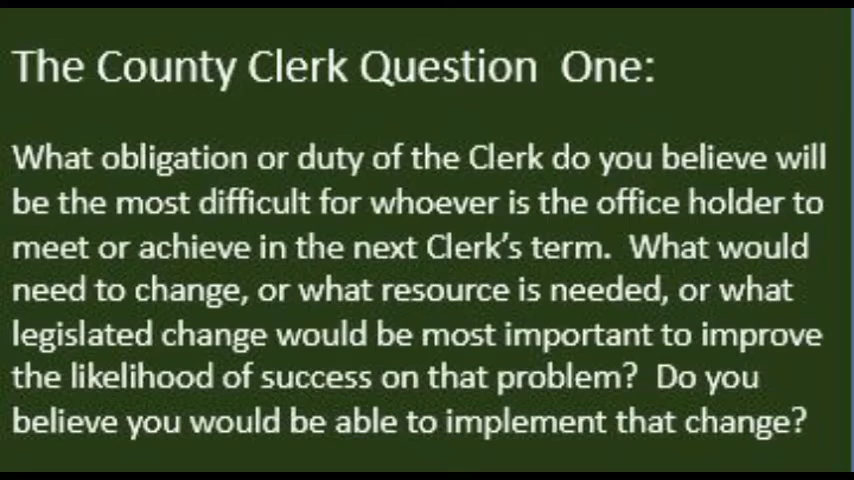 The County Clerk Question  One:
What obligation or duty of the Clerk do you believe will
be the most difficult for whoever is the office holder to
meet or achieve in the next Clerk's term.  What would
need to change, or what resource is needed, or what
legislated change would be most important to improve
the likelihood of success on that problem?  Do you
believe you would be able to implement that change?